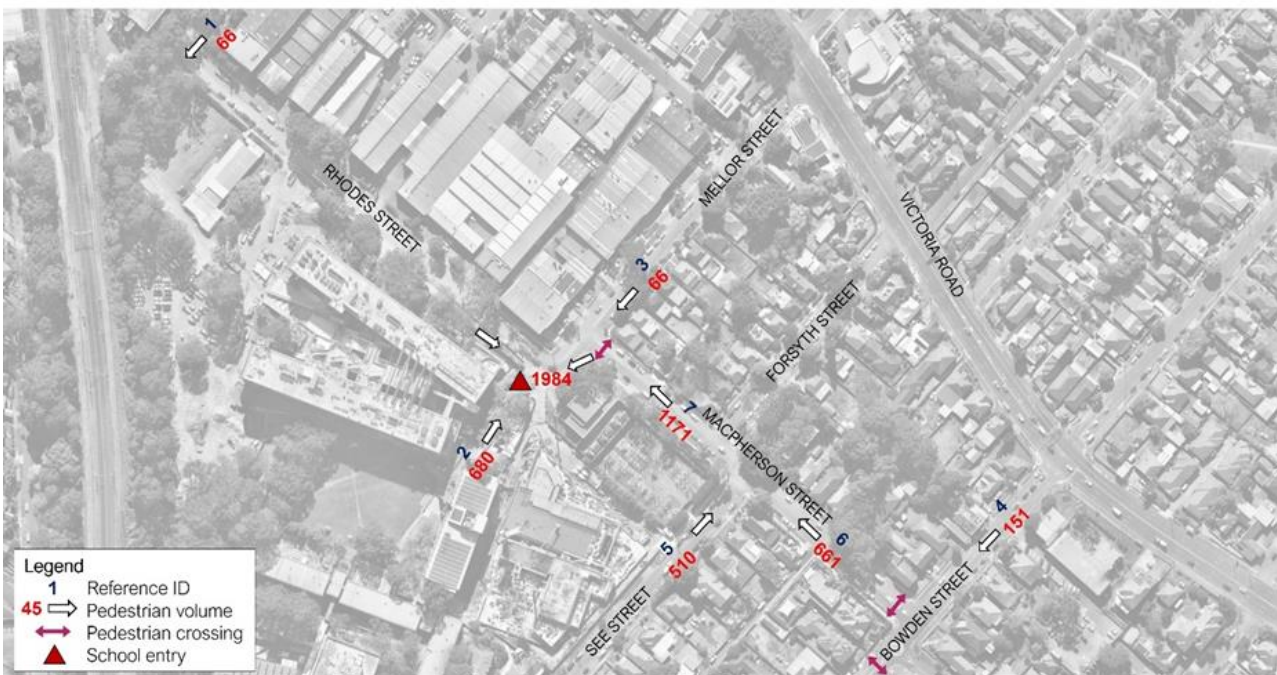 1
66
RHODES STREET
MELLOR STREET
VICTORIA ROAD
3
66
FORSYTH STREET
1984
7
1171
MACPHERSON STREET
2
680
4
151
5
510
6
661
SEE STREET
BOWDEN STREET
Legend
1 Reference ID
45 Pedestrian volume
Pedestrian crossing
School entry